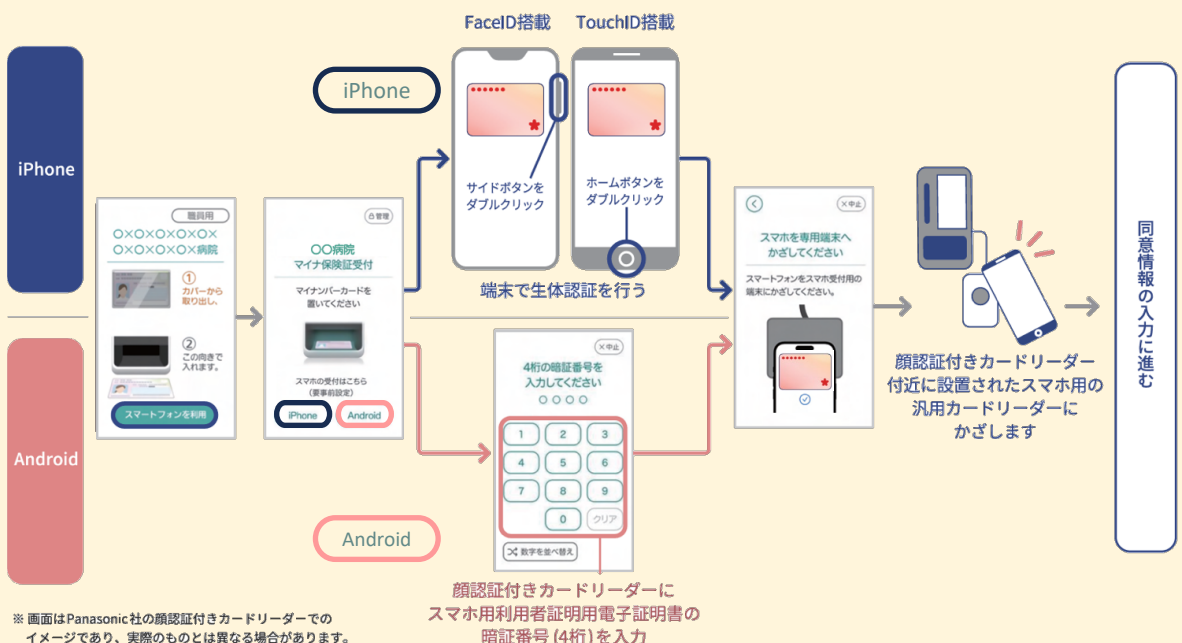 FaceID搭載
TouchID搭載
iPhone
iPhone
サイドボタンを
ダブルクリック
ホームボタンを
ダブルクリック
端末で生体認証を行う
職員用
○×○×○×○×
○×○×○×○×病院
①
カバーから
取り出し、
②
この向きで
入れます。
スマートフォンを利用
管理
○○病院
マイナ保険証受付
マイナンバーカードを
置いてください
スマホの受付はこちら
(要事前設定)
iPhone
Android
×中止
4桁の暗証番号を
入力してください
1
2
3
4
5
6
7
8
9
0
クリア
数字を並べ替え
Android
Android
顔認証付きカードリーダーに
スマホ用利用者証明用電子証明書の
暗証番号(4桁)を入力
×中止
スマホを専用端末へ
かざしてください
スマートフォンをスマホ受付用の
端末にかざしてください。
顔認証付きカードリーダー
付近に設置されたスマホ用の
汎用カードリーダーに
かざします
同意情報の入力に進む
※ 画面はPanasonic社の顔認証付きカードリーダーでの
イメージであり、実際のものとは異なる場合があります。